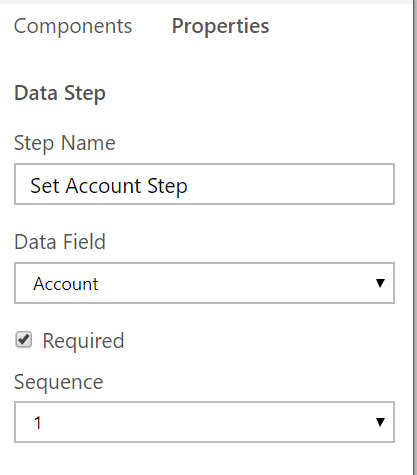 Components Properties
Data Step
Step Name
Set Account Step
Data Field
Account
Required
Sequence
1